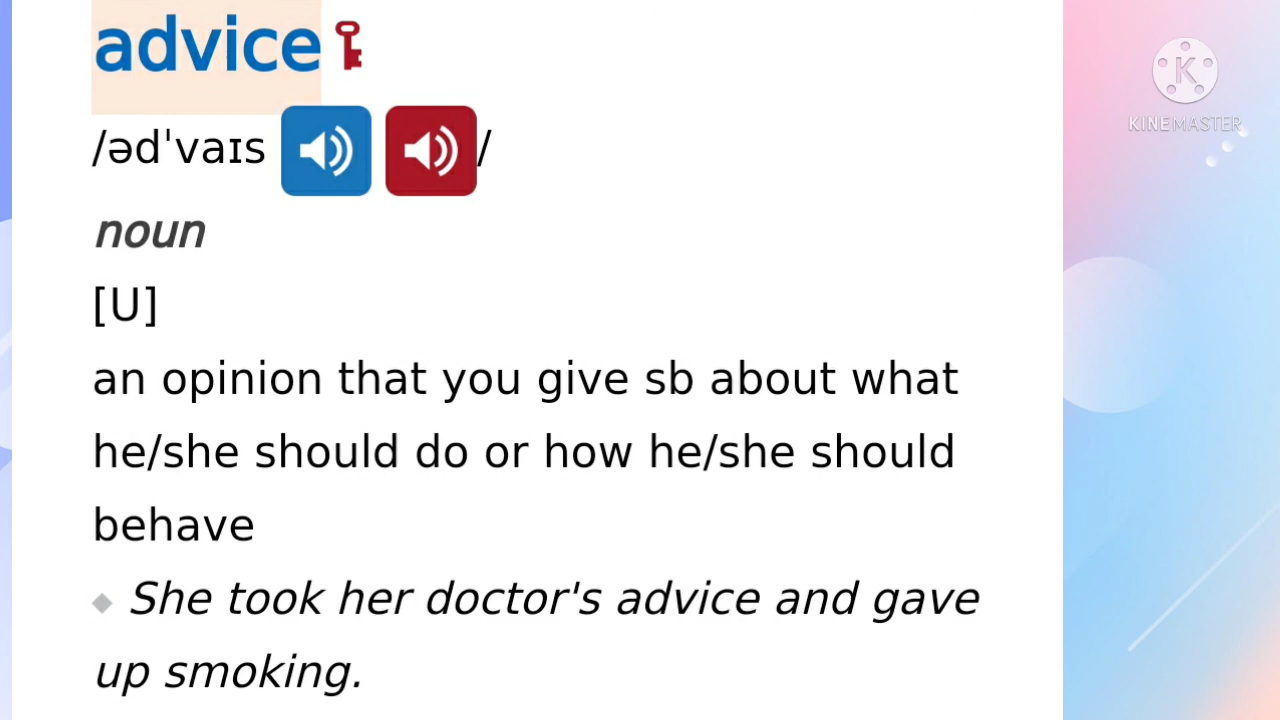 advice
/ədˈvaɪs /
noun
[U]
an opinion that you give sb about what
he/she should do or how he/she should
behave
◆ She took her doctor's advice and gave
up smoking.
K
KINEMASTER